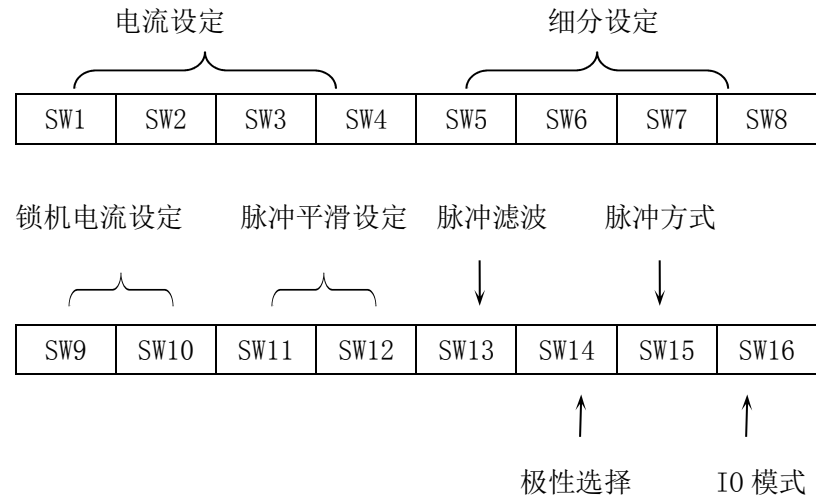 电流设定 细分设定
SW1 SW2 SW3 SW4 SW5 SW6 SW7 SW8
锁机电流设定 脉冲平滑设定 脉冲滤波 脉冲方式
SW9 SW10 SW11 SW12 SW13 SW14 SW15 SW16
极性选择 IO 模式